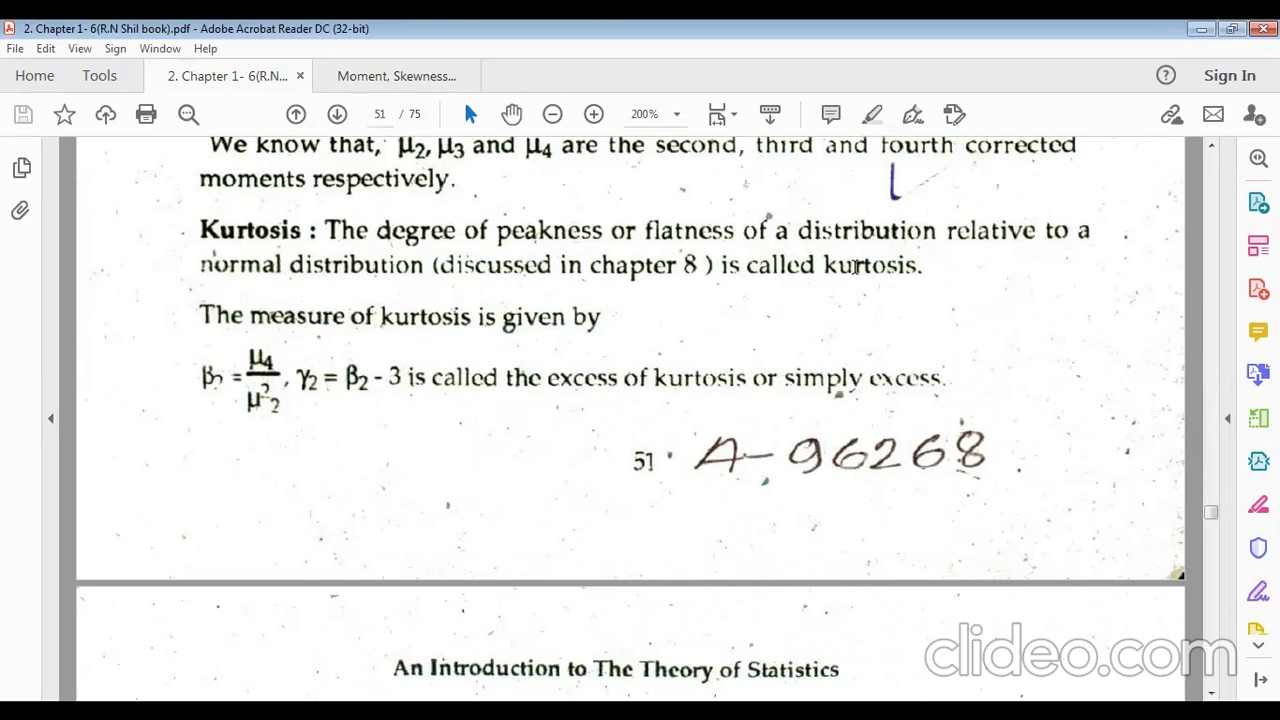 2. Chapter 1- 6(R.N Shil book).pdf - Adobe Acrobat Reader DC (32-bit)
File Edit View Sign Window Help
Home Tools 2. Chapter 1- 6(R.N... × Moment, Skewness... Sign In
51 / 75 200%
We know that, μ2, μ3 and μ4 are the second, third and fourth corrected
moments respectively.
Kurtosis : The degree of peakness or flatness of a distribution relative to a
normal distribution (discussed in chapter 8 ) is called kurtosis.
The measure of kurtosis is given by
β2 = μ4/μ²2, γ2 = β2 - 3 is called the excess of kurtosis or simply excess.
51 A-96268
An Introduction to The Theory of Statistics
clideo.com